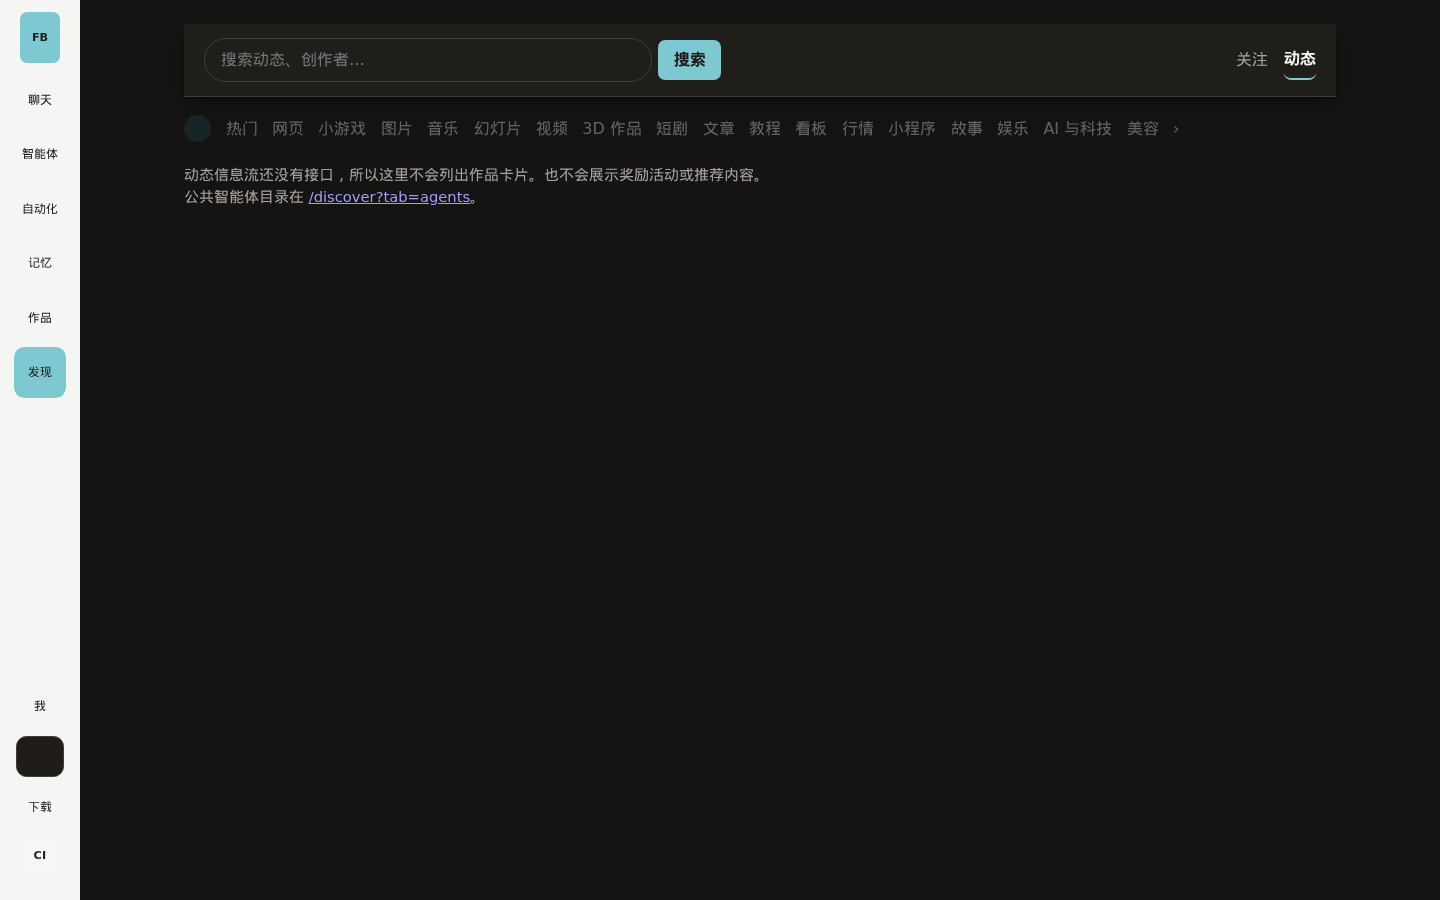 FB
聊天
智能体
自动化
记忆
作品
发现
我
下载
CI
搜索动态、创作者...
搜索
关注 动态
热门 网页 小游戏 图片 音乐 幻灯片 视频 3D 作品 短剧 文章 教程 看板 行情 小程序 故事 娱乐 AI 与科技 美容 ›
动态信息流还没有接口，所以这里不会列出作品卡片。也不会展示奖励活动或推荐内容。
公共智能体目录在 /discover?tab=agents。